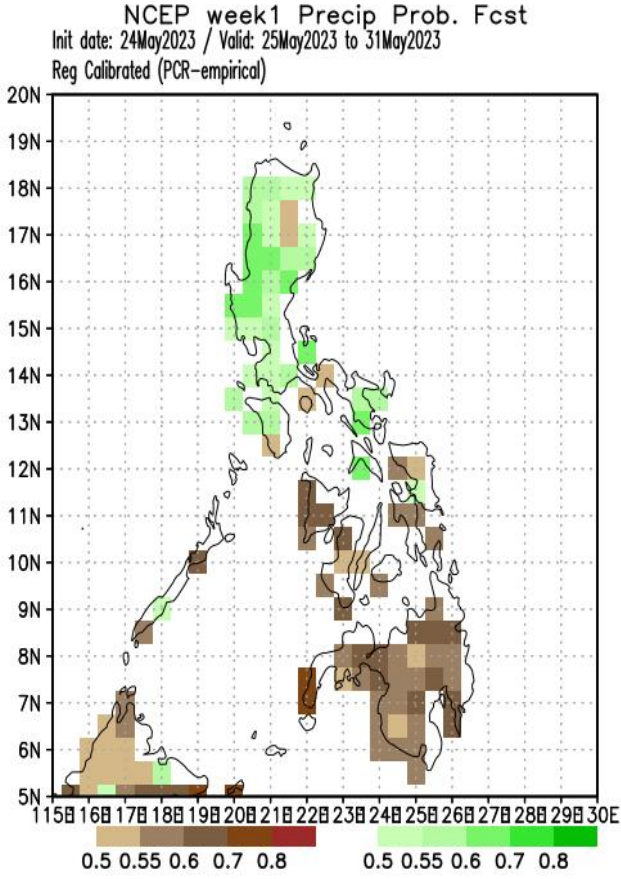 NCEP week1 Precip Prob. Fcst
Init date: 24May2023 / Valid: 25May2023 to 31May2023
Reg Calibrated (PCR-empirical)
20N
19N
18N
17N
16N
15N
14N
13N
12N
11N
10N
9N
8N
7N
6N
5N
115E 116E 117E 118E 119E 120E 121E 122E 123E 124E 125E 126E 127E 128E 129E 130E
0.5 0.55 0.6 0.7 0.8 0.5 0.55 0.6 0.7 0.8